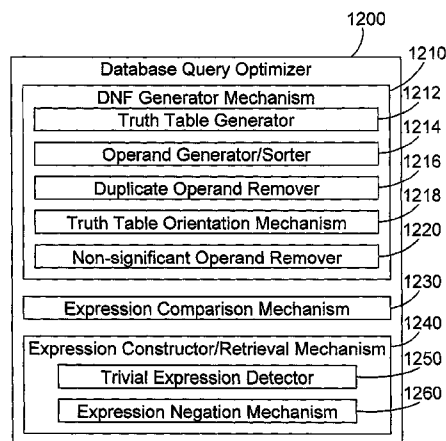 1200
Database Query Optimizer
1210
DNF Generator Mechanism
1212
Truth Table Generator
1214
Operand Generator/Sorter
1216
Duplicate Operand Remover
1218
Truth Table Orientation Mechanism
1220
Non-significant Operand Remover
1230
Expression Comparison Mechanism
1240
Expression Constructor/Retrieval Mechanism
1250
Trivial Expression Detector
1260
Expression Negation Mechanism